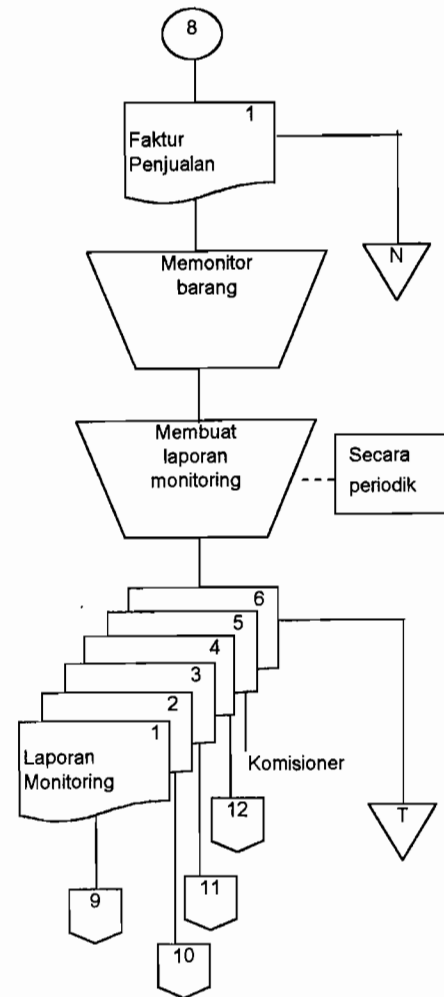 8
1
Faktur
Penjualan
N
Memonitor
barang
Membuat
laporan
monitoring
Secara
periodik
6
5
4
3
2
1
Laporan
Monitoring
Komisioner
12
T
11
9
10